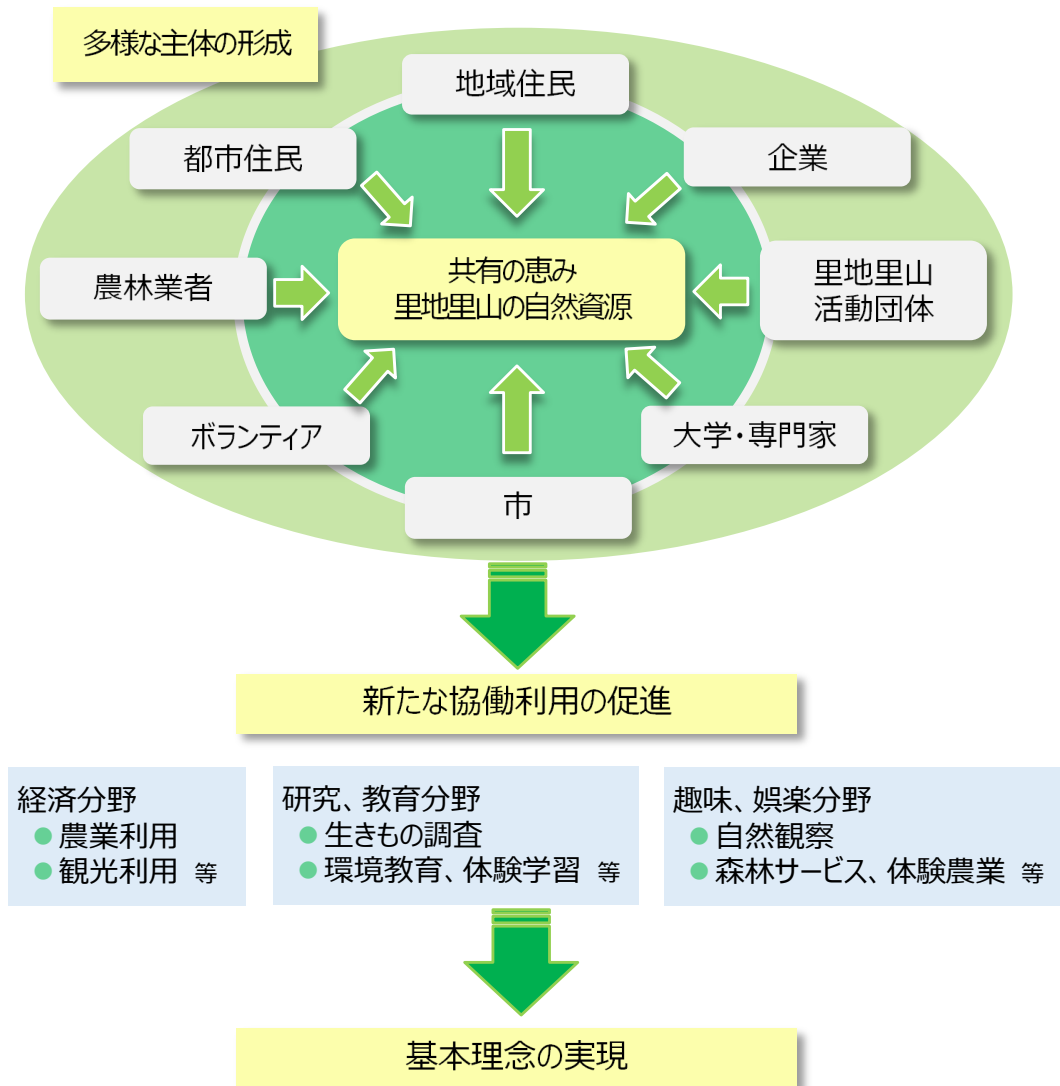 多様な主体の形成
地域住民
都市住民
企業
農林業者
共有の恵み
里地里山の自然資源
里地里山
活動団体
ボランティア
大学・専門家
市
新たな協働利用の促進
経済分野
● 農業利用
● 観光利用 等
研究、教育分野
● 生きもの調査
● 環境教育、体験学習 等
趣味、娯楽分野
● 自然観察
● 森林サービス、体験農業 等
基本理念の実現